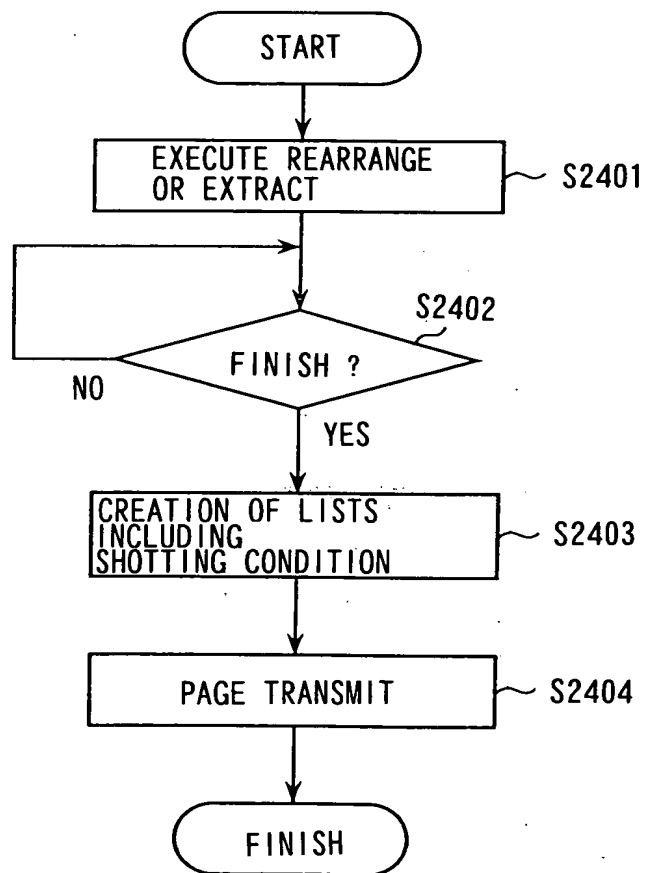 START
EXECUTE REARRANGE
OR EXTRACT
S2401
S2402
FINISH ?
NO
YES
CREATION OF LISTS
INCLUDING
SHOTTING CONDITION
S2403
PAGE TRANSMIT
S2404
FINISH